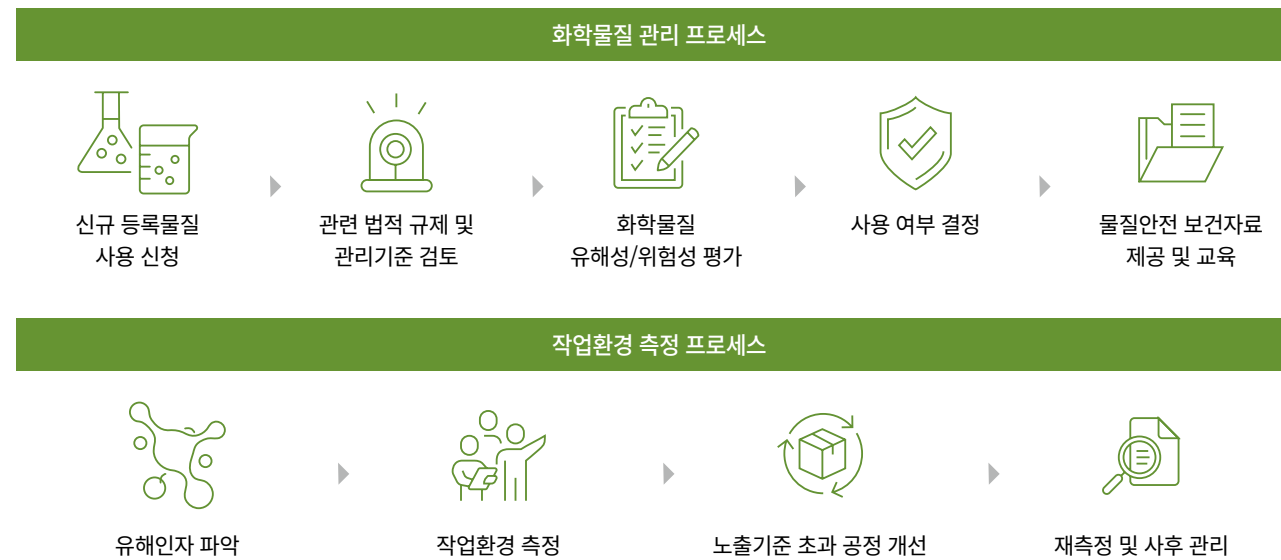 화학물질 관리 프로세스
신규 등록물질
사용 신청
관련 법적 규제 및
관리기준 검토
화학물질
유해성/위험성 평가
사용 여부 결정
물질안전 보건자료
제공 및 교육
작업환경 측정 프로세스
유해인자 파악
작업환경 측정
노출기준 초과 공정 개선
재측정 및 사후 관리